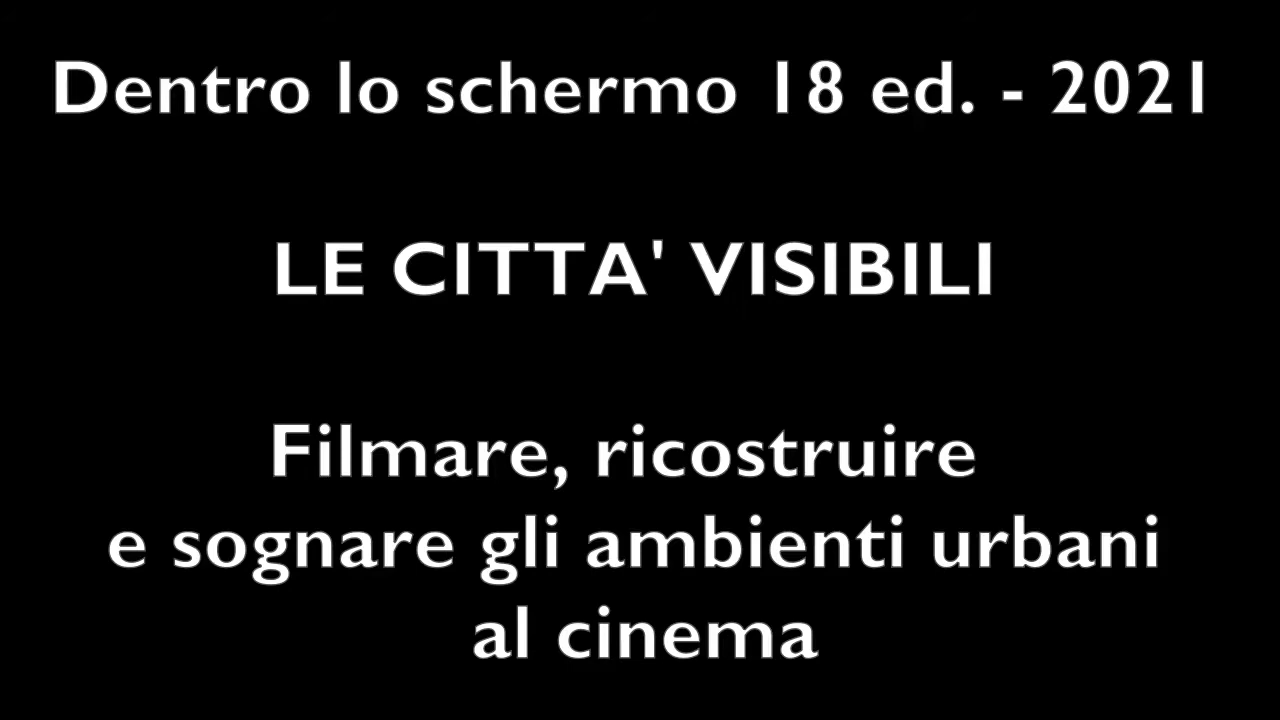 Dentro lo schermo 18 ed. - 2021
LE CITTA' VISIBILI
Filmare, ricostruire
e sognare gli ambienti urbani
al cinema